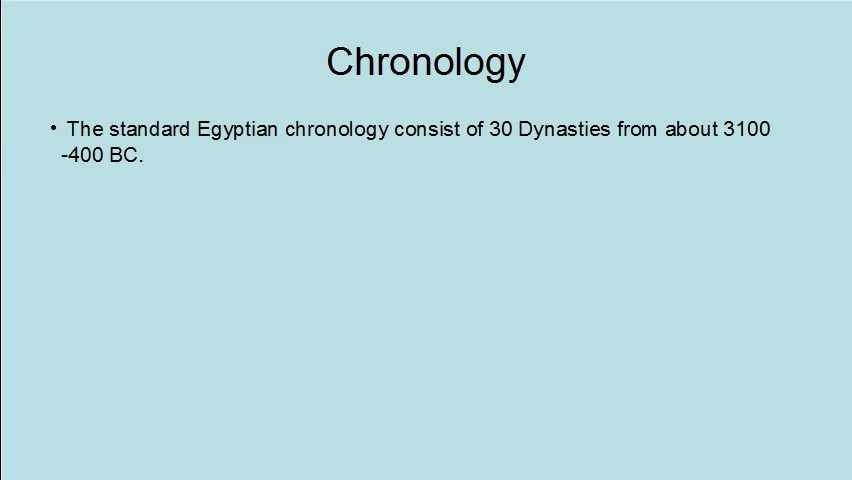 Chronology
• The standard Egyptian chronology consist of 30 Dynasties from about 3100
-400 BC.